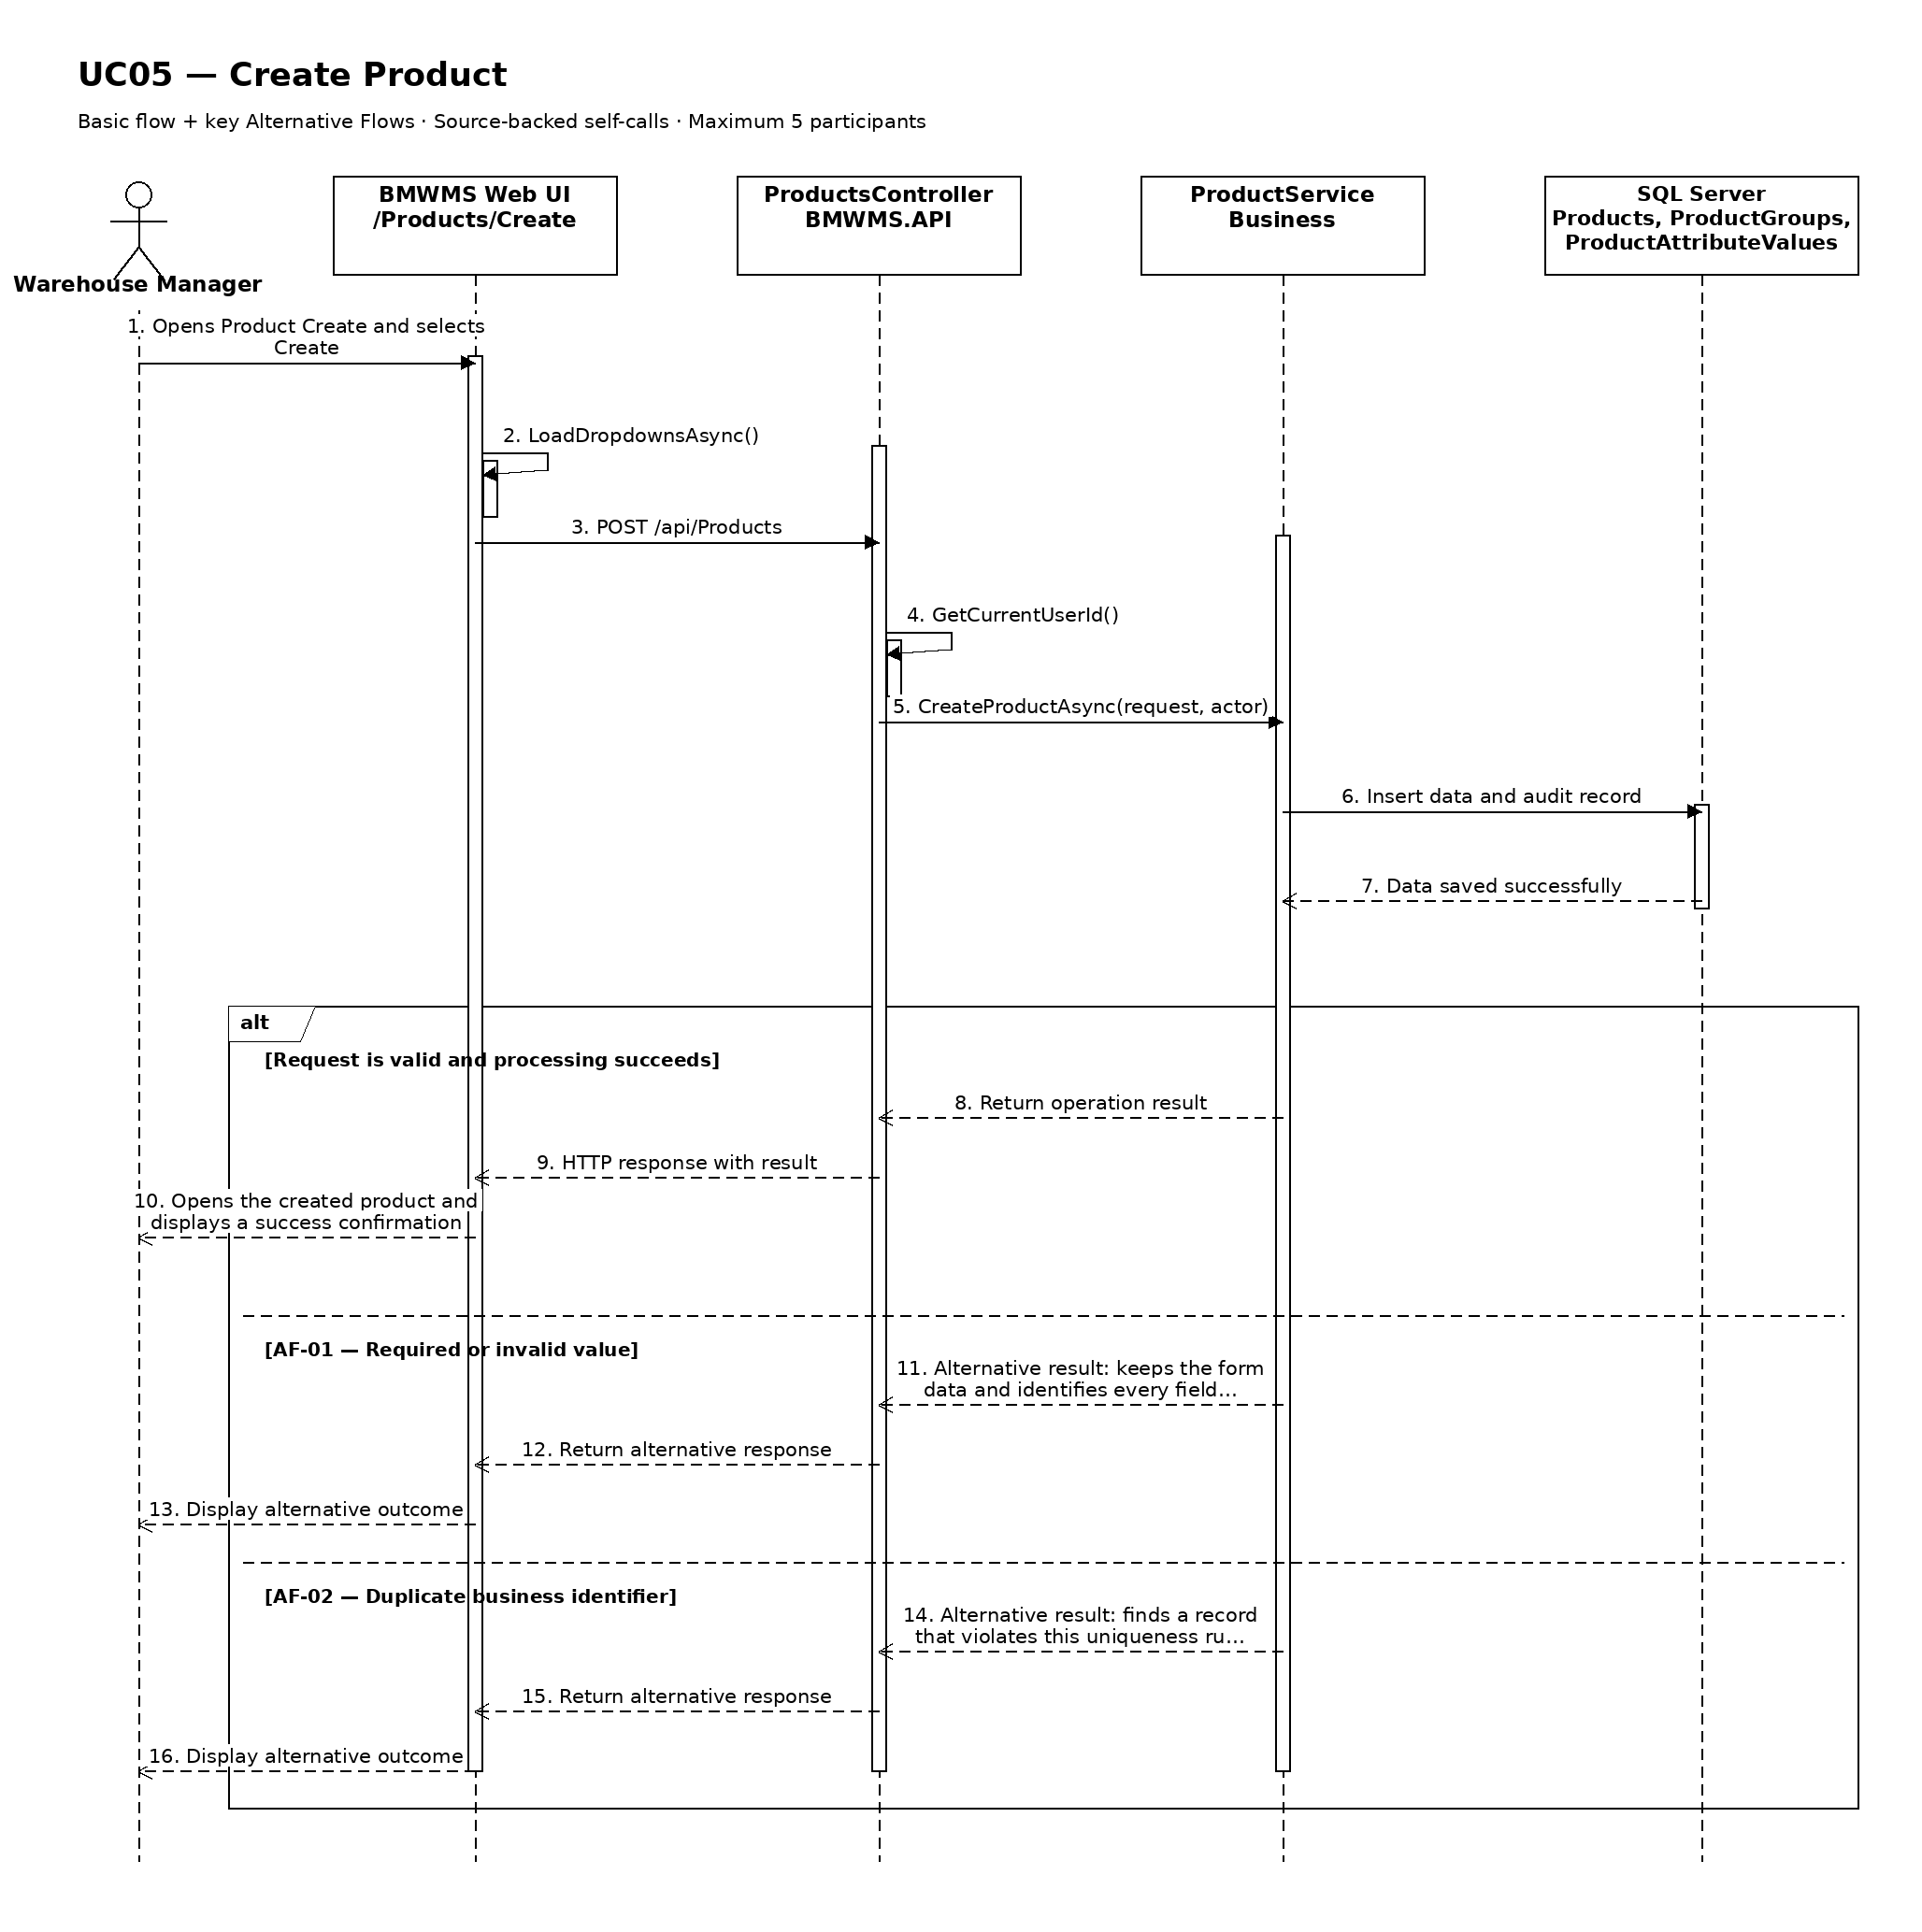 UC05 — Create Product
Basic flow + key Alternative Flows · Source-backed self-calls · Maximum 5 participants
Warehouse Manager
BMWMS Web UI
/Products/Create
ProductsController
BMWMS.API
ProductService
Business
SQL Server
Products, ProductGroups,
ProductAttributeValues
1. Opens Product Create and selects
Create
2. LoadDropdownsAsync()
3. POST /api/Products
4. GetCurrentUserId()
5. CreateProductAsync(request, actor)
6. Insert data and audit record
7. Data saved successfully
alt
[Request is valid and processing succeeds]
8. Return operation result
9. HTTP response with result
10. Opens the created product and
displays a success confirmation
[AF-01 — Required or invalid value]
11. Alternative result: keeps the form
data and identifies every field...
12. Return alternative response
13. Display alternative outcome
[AF-02 — Duplicate business identifier]
14. Alternative result: finds a record
that violates this uniqueness ru...
15. Return alternative response
16. Display alternative outcome